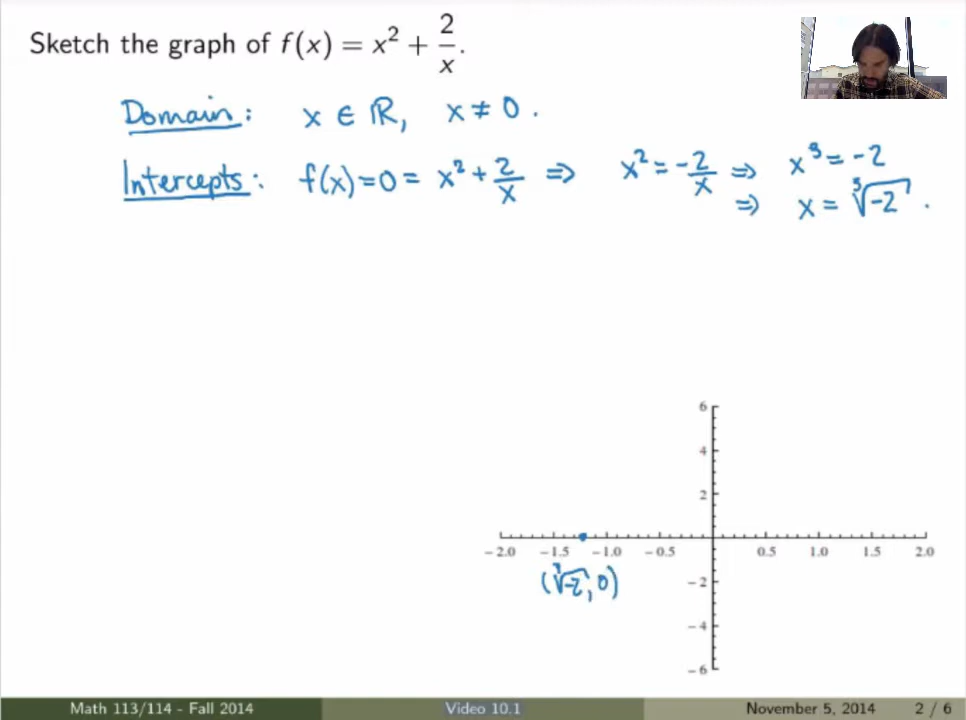 Sketch the graph of f(x) = x² + 2/x.
Domain: x ∈ ℝ, x ≠ 0.
Intercepts: f(x)=0 = x² + 2/x ⇒ x² = -2/x ⇒ x³ = -2
⇒ x = ∛-2.
6
4
2
-2.0 -1.5 -1.0 -0.5 0.5 1.0 1.5 2.0
(∛-2, 0)
-2
-4
-6
Math 113/114 - Fall 2014 Video 10.1 November 5, 2014 2 / 6